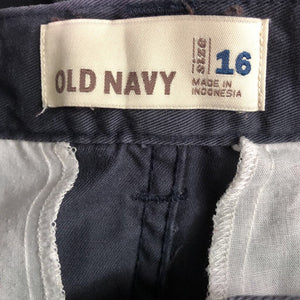 OLD NAVY
size
16
MADE IN
INDONESIA